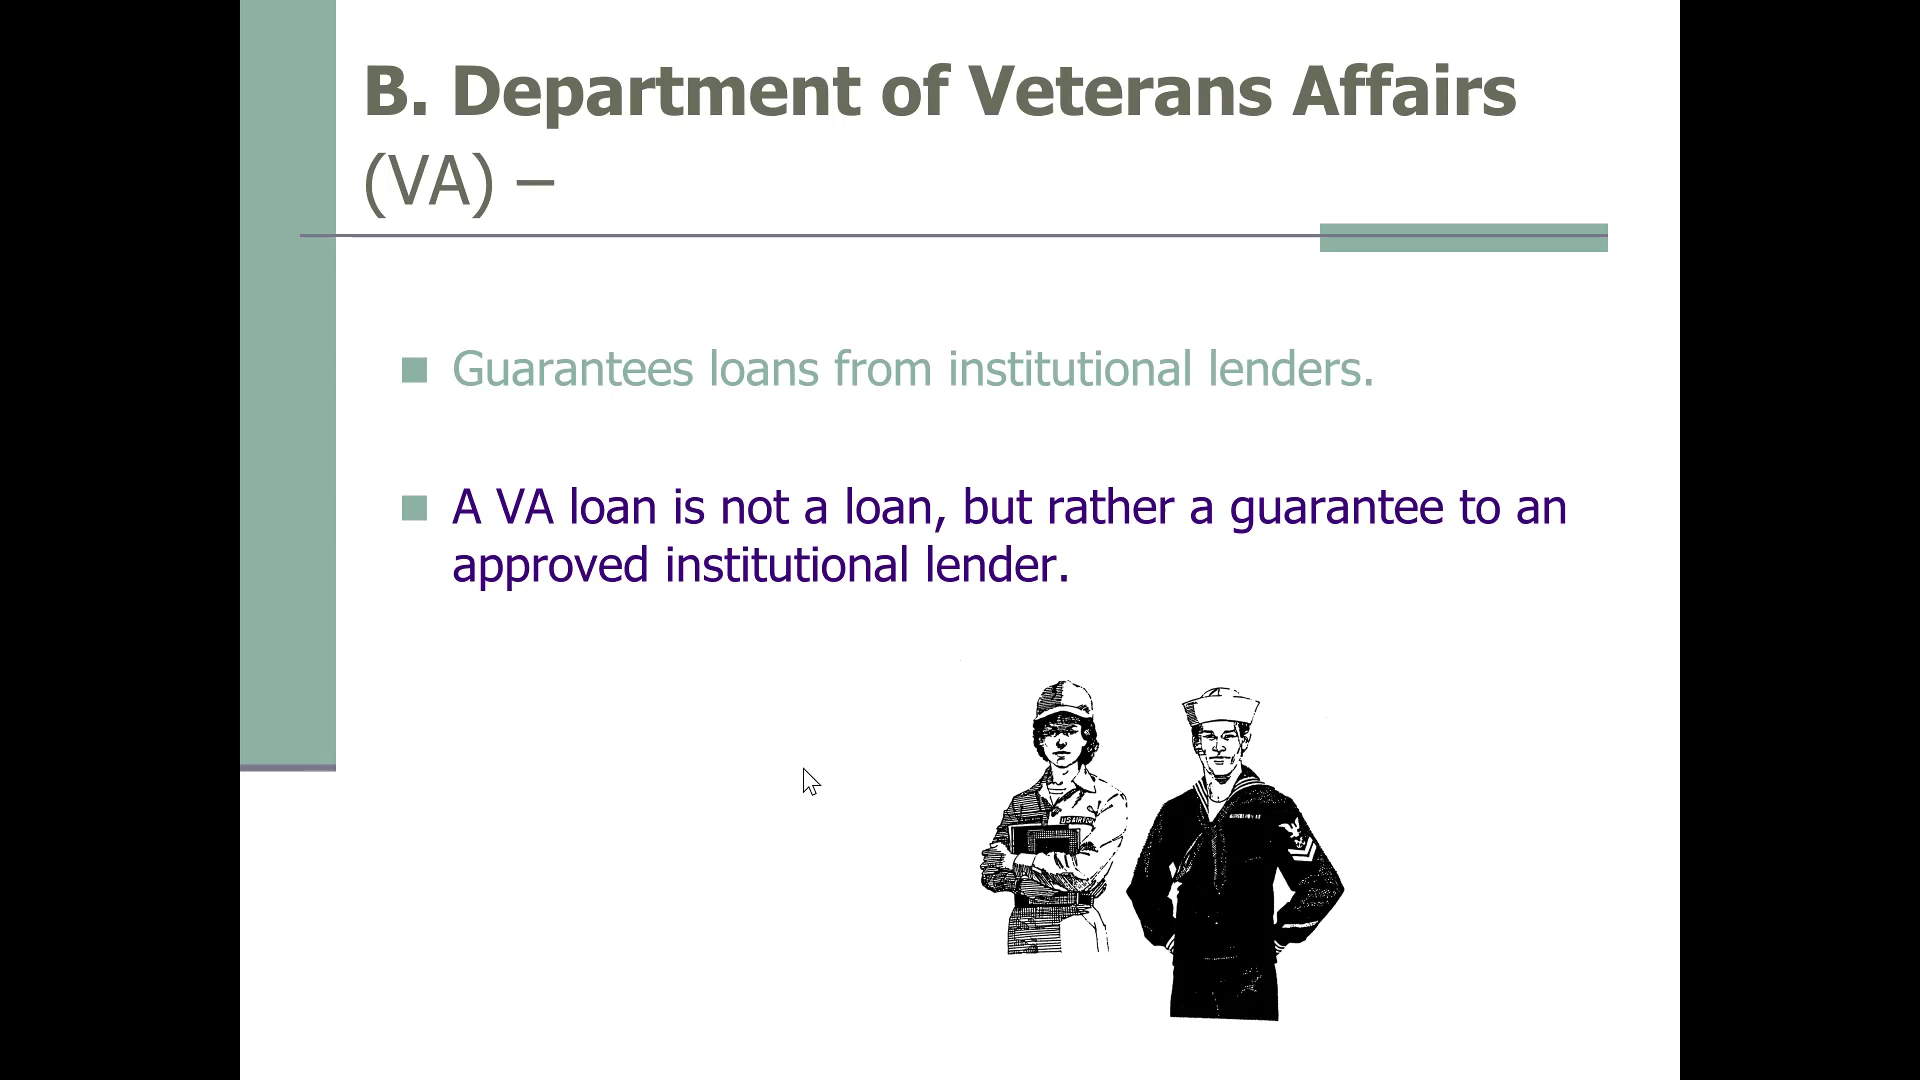 B. Department of Veterans Affairs
(VA) –
Guarantees loans from institutional lenders.
A VA loan is not a loan, but rather a guarantee to an
approved institutional lender.